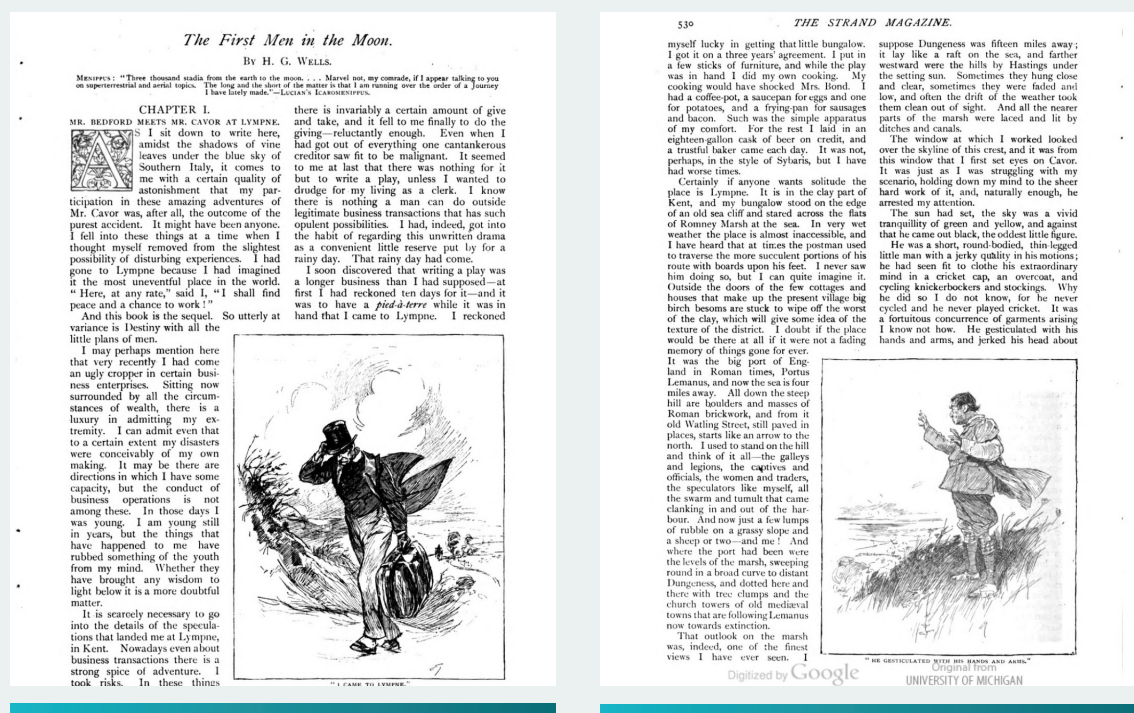 The First Men in the Moon.
BY H. G. WELLS.
MENIPPUS: "Three thousand stadia from the earth to the moon. . . . Marvel not, my comrade, if I appear talking to you
on superterrestrial and aerial topics. The long and the short of the matter is that I am running over the order of a Journey
I have lately made."—LUCIAN'S ICAROMENIPPUS.
CHAPTER I.
MR. BEDFORD MEETS MR. CAVOR AT LYMPNE.
AS I sit down to write here,
amidst the shadows of vine
leaves under the blue sky of
Southern Italy, it comes to
me with a certain quality of
astonishment that my par-
ticipation in these amazing adventures of
Mr. Cavor was, after all, the outcome of the
purest accident. It might have been anyone.
I fell into these things at a time when I
thought myself removed from the slightest
possibility of disturbing experiences. I had
gone to Lympne because I had imagined
it the most uneventful place in the world.
"Here, at any rate," said I, "I shall find
peace and a chance to work!"
And this book is the sequel. So utterly at
variance is Destiny with all the
little plans of men.
I may perhaps mention here
that very recently I had come
an ugly cropper in certain busi-
ness enterprises. Sitting now
surrounded by all the circum-
stances of wealth, there is a
luxury in admitting my ex-
tremity. I can admit even that
to a certain extent my disasters
were conceivably of my own
making. It may be there are
directions in which I have some
capacity, but the conduct of
business operations is not
among these. In those days I
was young. I am young still
in years, but the things that
have happened to me have
rubbed something of the youth
from my mind. Whether they
have brought any wisdom to
light below it is a more doubtful
matter.
It is scarcely necessary to go
into the details of the specula-
tions that landed me at Lympne,
in Kent. Nowadays even about
business transactions there is a
strong spice of adventure. I
took risks. In these things
there is invariably a certain amount of give
and take, and it fell to me finally to do the
giving—reluctantly enough. Even when I
had got out of everything one cantankerous
creditor saw fit to be malignant. It seemed
to me at last that there was nothing for it
but to write a play, unless I wanted to
drudge for my living as a clerk. I know
there is nothing a man can do outside
legitimate business transactions that has such
opulent possibilities. I had, indeed, got into
the habit of regarding this unwritten drama
as a convenient little reserve put by for a
rainy day. That rainy day had come.
I soon discovered that writing a play was
a longer business than I had supposed—at
first I had reckoned ten days for it—and it
was to have a pied-à-terre while it was in
hand that I came to Lympne. I reckoned
"I CAME TO LYMPNE."
530
THE STRAND MAGAZINE.
myself lucky in getting that little bungalow.
I got it on a three years' agreement. I put in
a few sticks of furniture, and while the play
was in hand I did my own cooking. My
cooking would have shocked Mrs. Bond. I
had a coffee-pot, a saucepan for eggs and one
for potatoes, and a frying-pan for sausages
and bacon. Such was the simple apparatus
of my comfort. For the rest I laid in an
eighteen-gallon cask of beer on credit, and
a trustful baker came each day. It was not,
perhaps, in the style of Sybaris, but I have
had worse times.
Certainly if anyone wants solitude the
place is Lympne. It is in the clay part of
Kent, and my bungalow stood on the edge
of an old sea cliff and stared across the flats
of Romney Marsh at the sea. In very wet
weather the place is almost inaccessible, and
I have heard that at times the postman used
to traverse the more succulent portions of his
route with boards upon his feet. I never saw
him doing so, but I can quite imagine it.
Outside the doors of the few cottages and
houses that make up the present village big
birch besoms are stuck to wipe off the worst
of the clay, which will give some idea of the
texture of the district. I doubt if the place
would be there at all if it were not a fading
memory of things gone for ever.
It was the big port of Eng-
land in Roman times, Portus
Lemanus, and now the sea is four
miles away. All down the steep
hill are boulders and masses of
Roman brickwork, and from it
old Watling Street, still paved in
places, starts like an arrow to the
north. I used to stand on the hill
and think of it all—the galleys
and legions, the captives and
officials, the women and traders,
the speculators like myself, all
the swarm and tumult that came
clanking in and out of the har-
bour. And now just a few lumps
of rubble on a grassy slope and
a sheep or two—and me! And
where the port had been were
the levels of the marsh, sweeping
round in a broad curve to distant
Dungeness, and dotted here and
there with tree clumps and the
church towers of old mediæval
towns that are following Lemanus
now towards extinction.
That outlook on the marsh
was, indeed, one of the finest
views I have ever seen. I
suppose Dungeness was fifteen miles away;
it lay like a raft on the sea, and farther
westward were the hills by Hastings under
the setting sun. Sometimes they hung close
and clear, sometimes they were faded and
low, and often the drift of the weather took
them clean out of sight. And all the nearer
parts of the marsh were laced and lit by
ditches and canals.
The window at which I worked looked
over the skyline of this crest, and it was from
this window that I first set eyes on Cavor.
It was just as I was struggling with my
scenario, holding down my mind to the sheer
hard work of it, and, naturally enough, he
arrested my attention.
The sun had set, the sky was a vivid
tranquillity of green and yellow, and against
that he came out black, the oddest little figure.
He was a short, round-bodied, thin-legged
little man with a jerky quality in his motions;
he had seen fit to clothe his extraordinary
mind in a cricket cap, an overcoat, and
cycling knickerbockers and stockings. Why
he did so I do not know, for he never
cycled and he never played cricket. It was
a fortuitous concurrence of garments arising
I know not how. He gesticulated with his
hands and arms, and jerked his head about
"HE GESTICULATED WITH HIS HANDS AND ARMS."
Digitized by Google
Original from
UNIVERSITY OF MICHIGAN